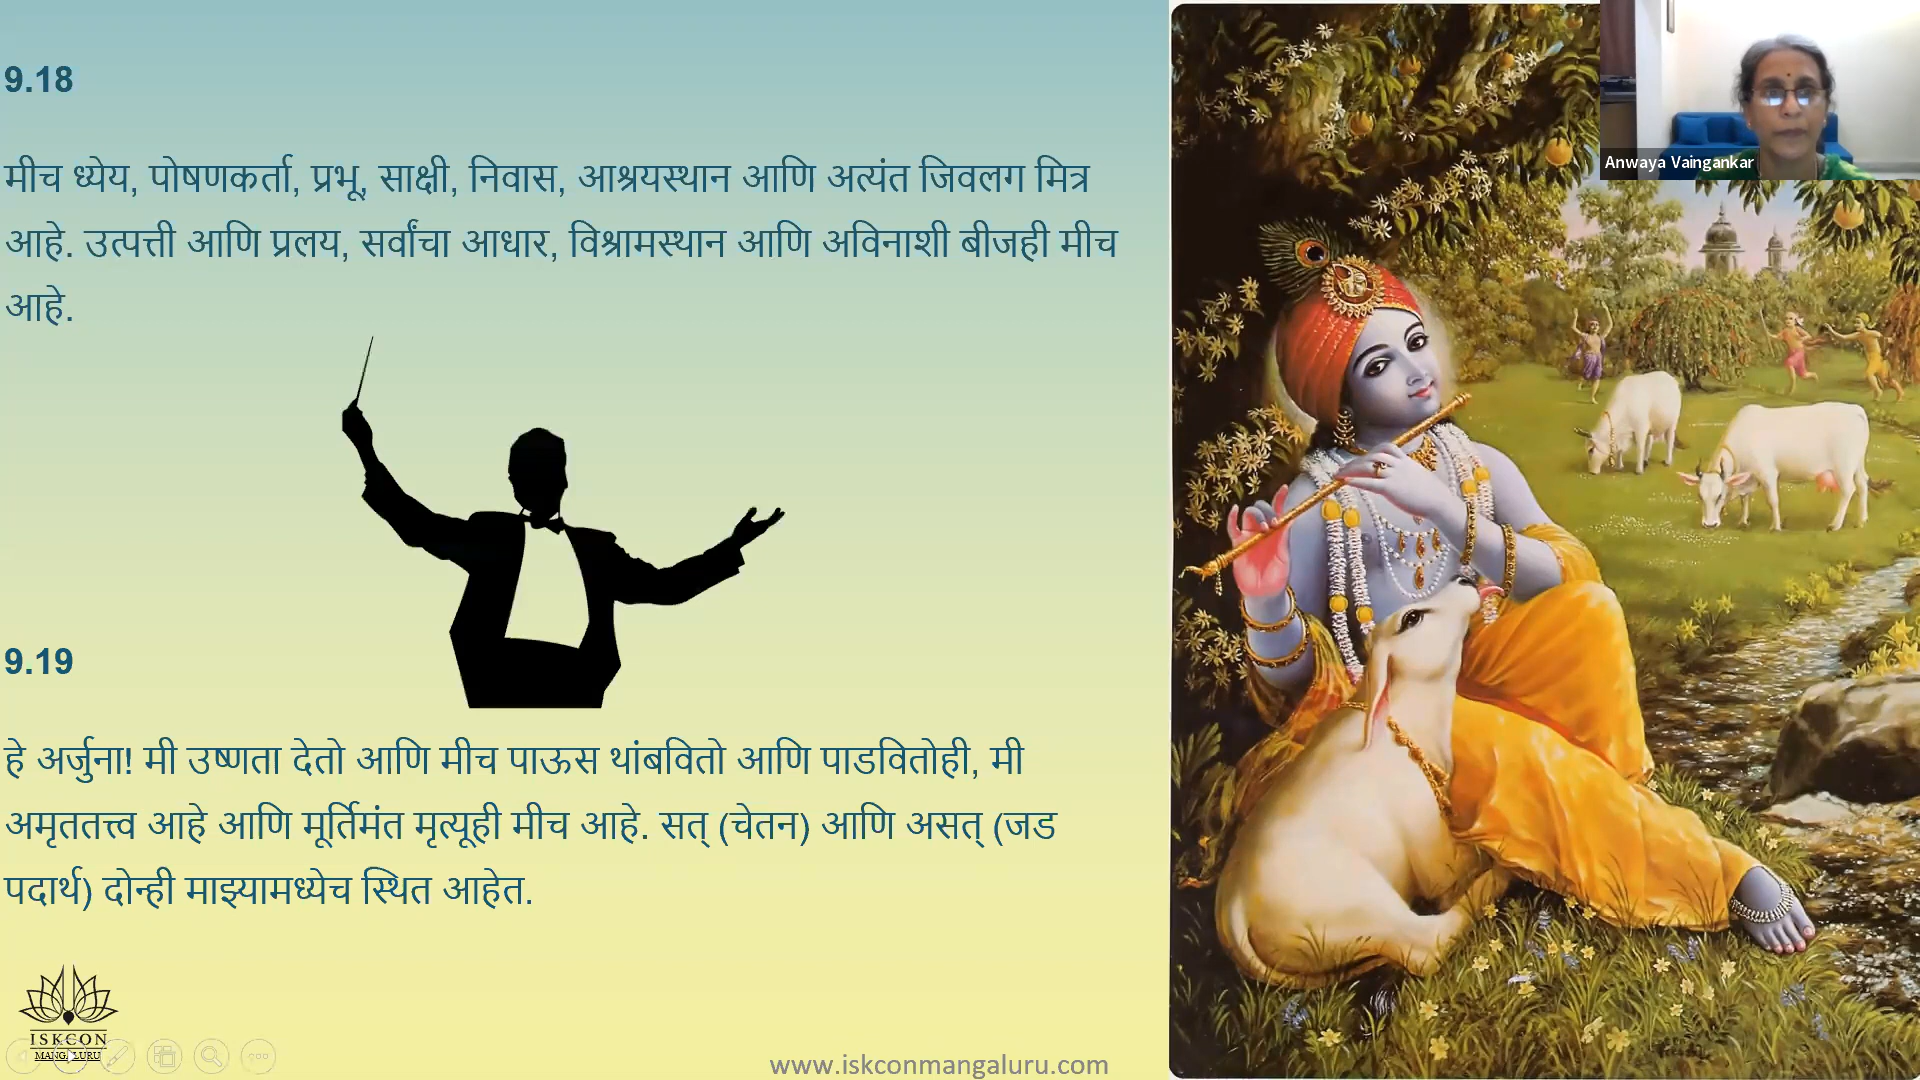 9.18
मीच ध्येय, पोषणकर्ता, प्रभू, साक्षी, निवास, आश्रयस्थान आणि अत्यंत जिवलग मित्र
आहे. उत्पत्ती आणि प्रलय, सर्वांचा आधार, विश्रामस्थान आणि अविनाशी बीजही मीच
आहे.
9.19
हे अर्जुना! मी उष्णता देतो आणि मीच पाऊस थांबवितो आणि पाडवितोही, मी
अमृततत्त्व आहे आणि मूर्तिमंत मृत्यूही मीच आहे. सत् (चेतन) आणि असत् (जड
पदार्थ) दोन्ही माझ्यामध्येच स्थित आहेत.
ISKCON
MANGALURU
www.iskconmangaluru.com
Anwaya Vaingankar